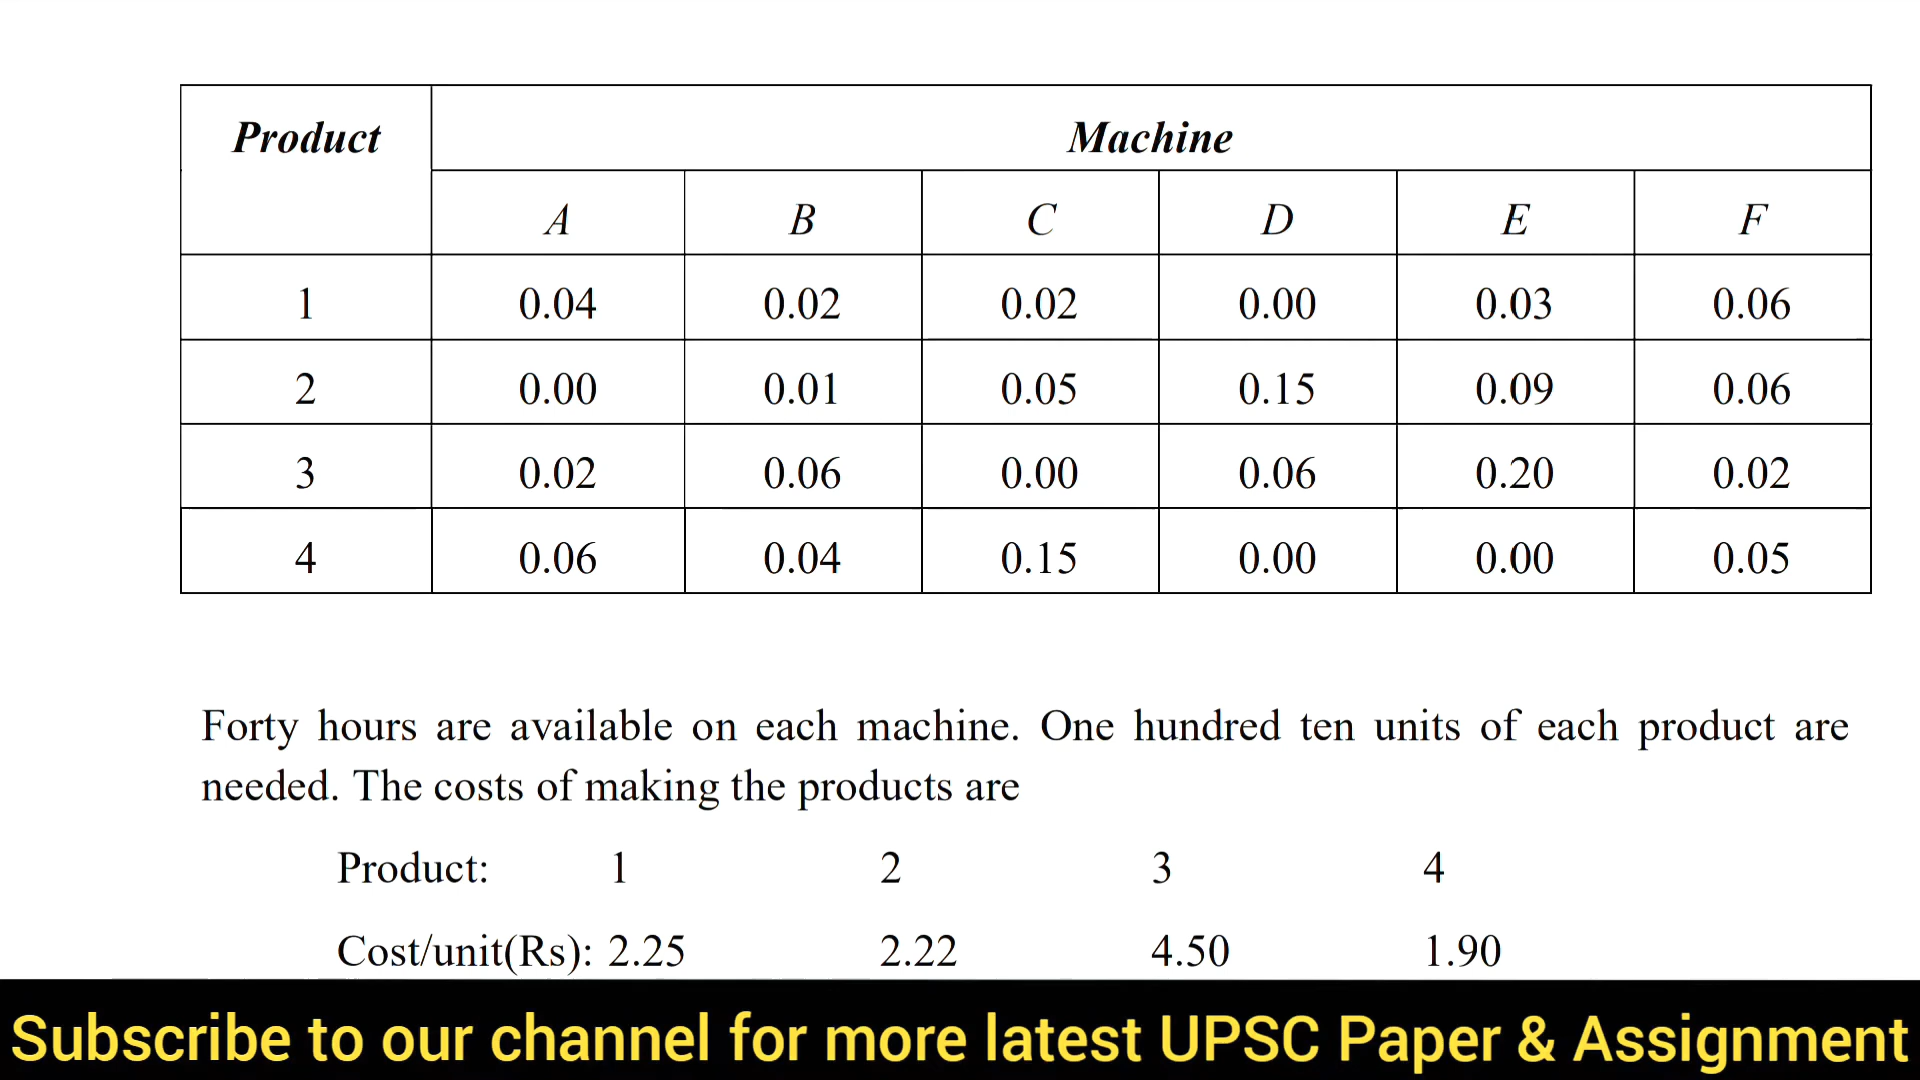 Product Machine
A B C D E F
1 0.04 0.02 0.02 0.00 0.03 0.06
2 0.00 0.01 0.05 0.15 0.09 0.06
3 0.02 0.06 0.00 0.06 0.20 0.02
4 0.06 0.04 0.15 0.00 0.00 0.05
Forty hours are available on each machine. One hundred ten units of each product are
needed. The costs of making the products are
Product: 1 2 3 4
Cost/unit(Rs): 2.25 2.22 4.50 1.90
Subscribe to our channel for more latest UPSC Paper & Assignment